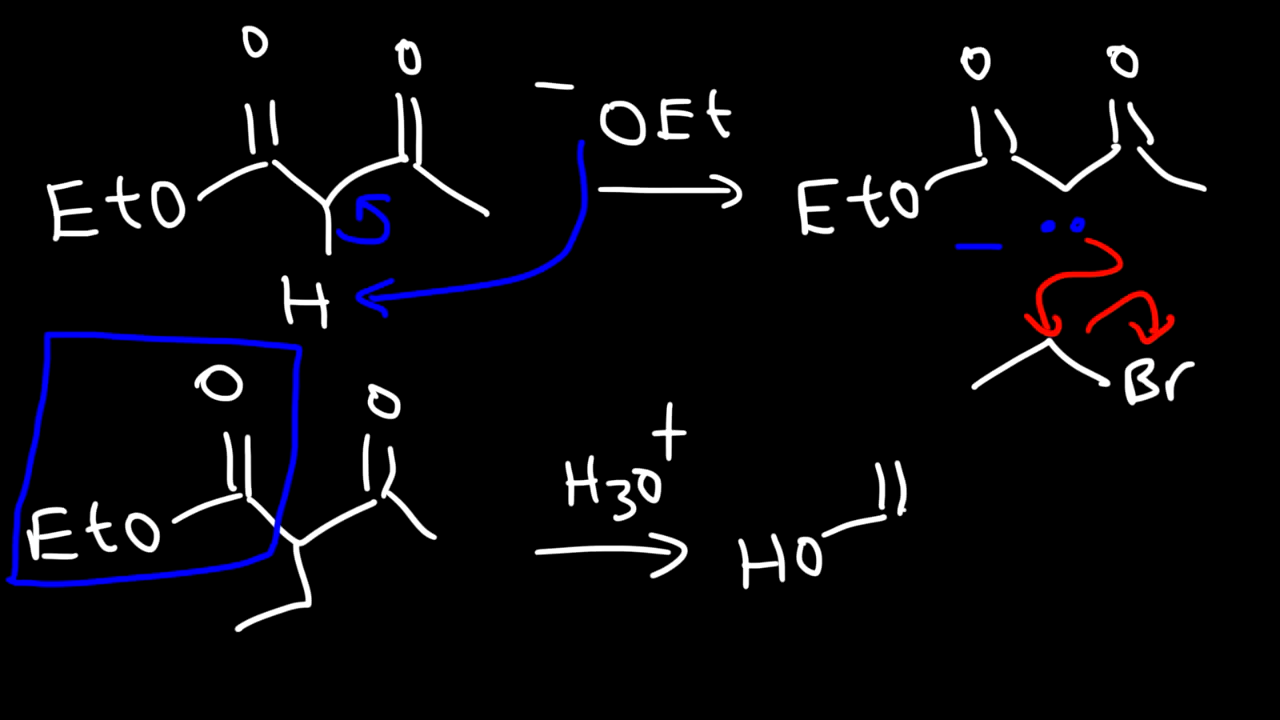 O O O O
EtO − OEt EtO
H − ••
Br
O O
EtO H3O+ HO